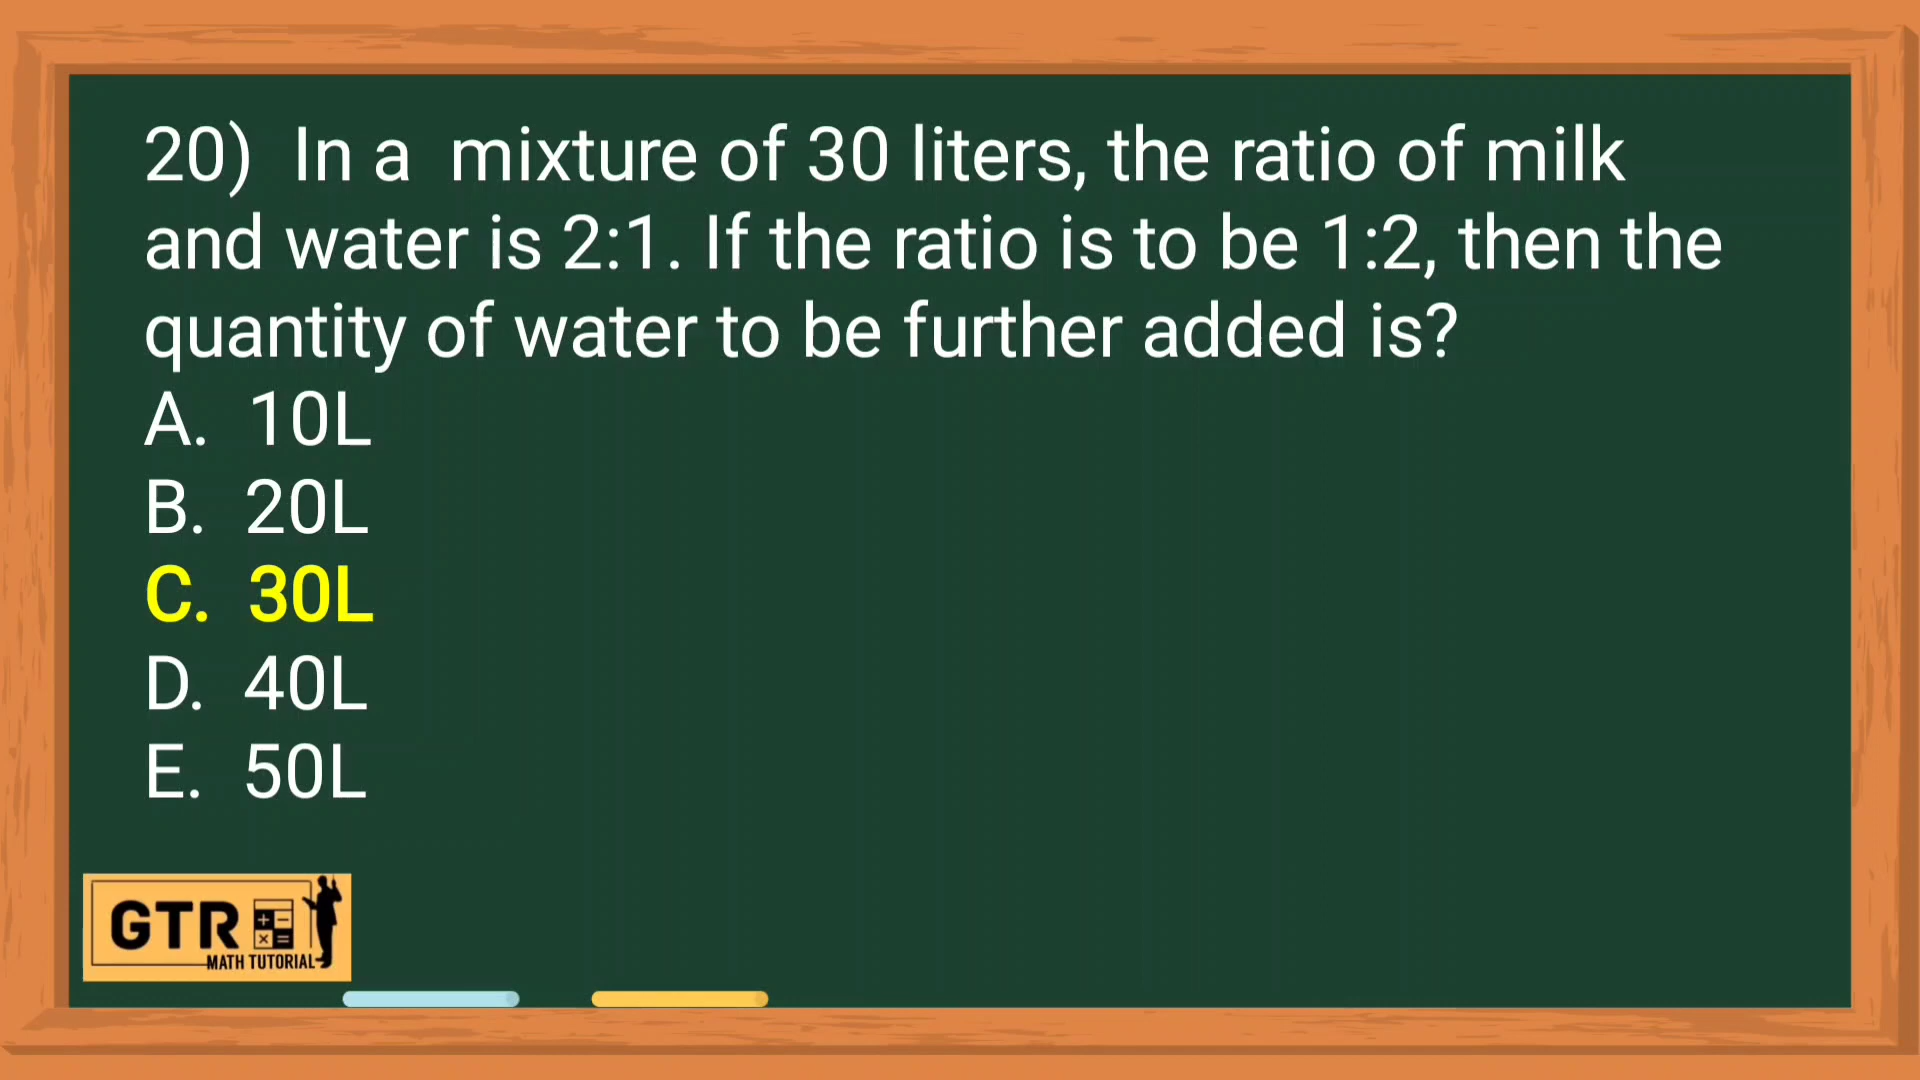 20) In a mixture of 30 liters, the ratio of milk
and water is 2:1. If the ratio is to be 1:2, then the
quantity of water to be further added is?
A. 10L
B. 20L
C. 30L
D. 40L
E. 50L
GTR
MATH TUTORIAL